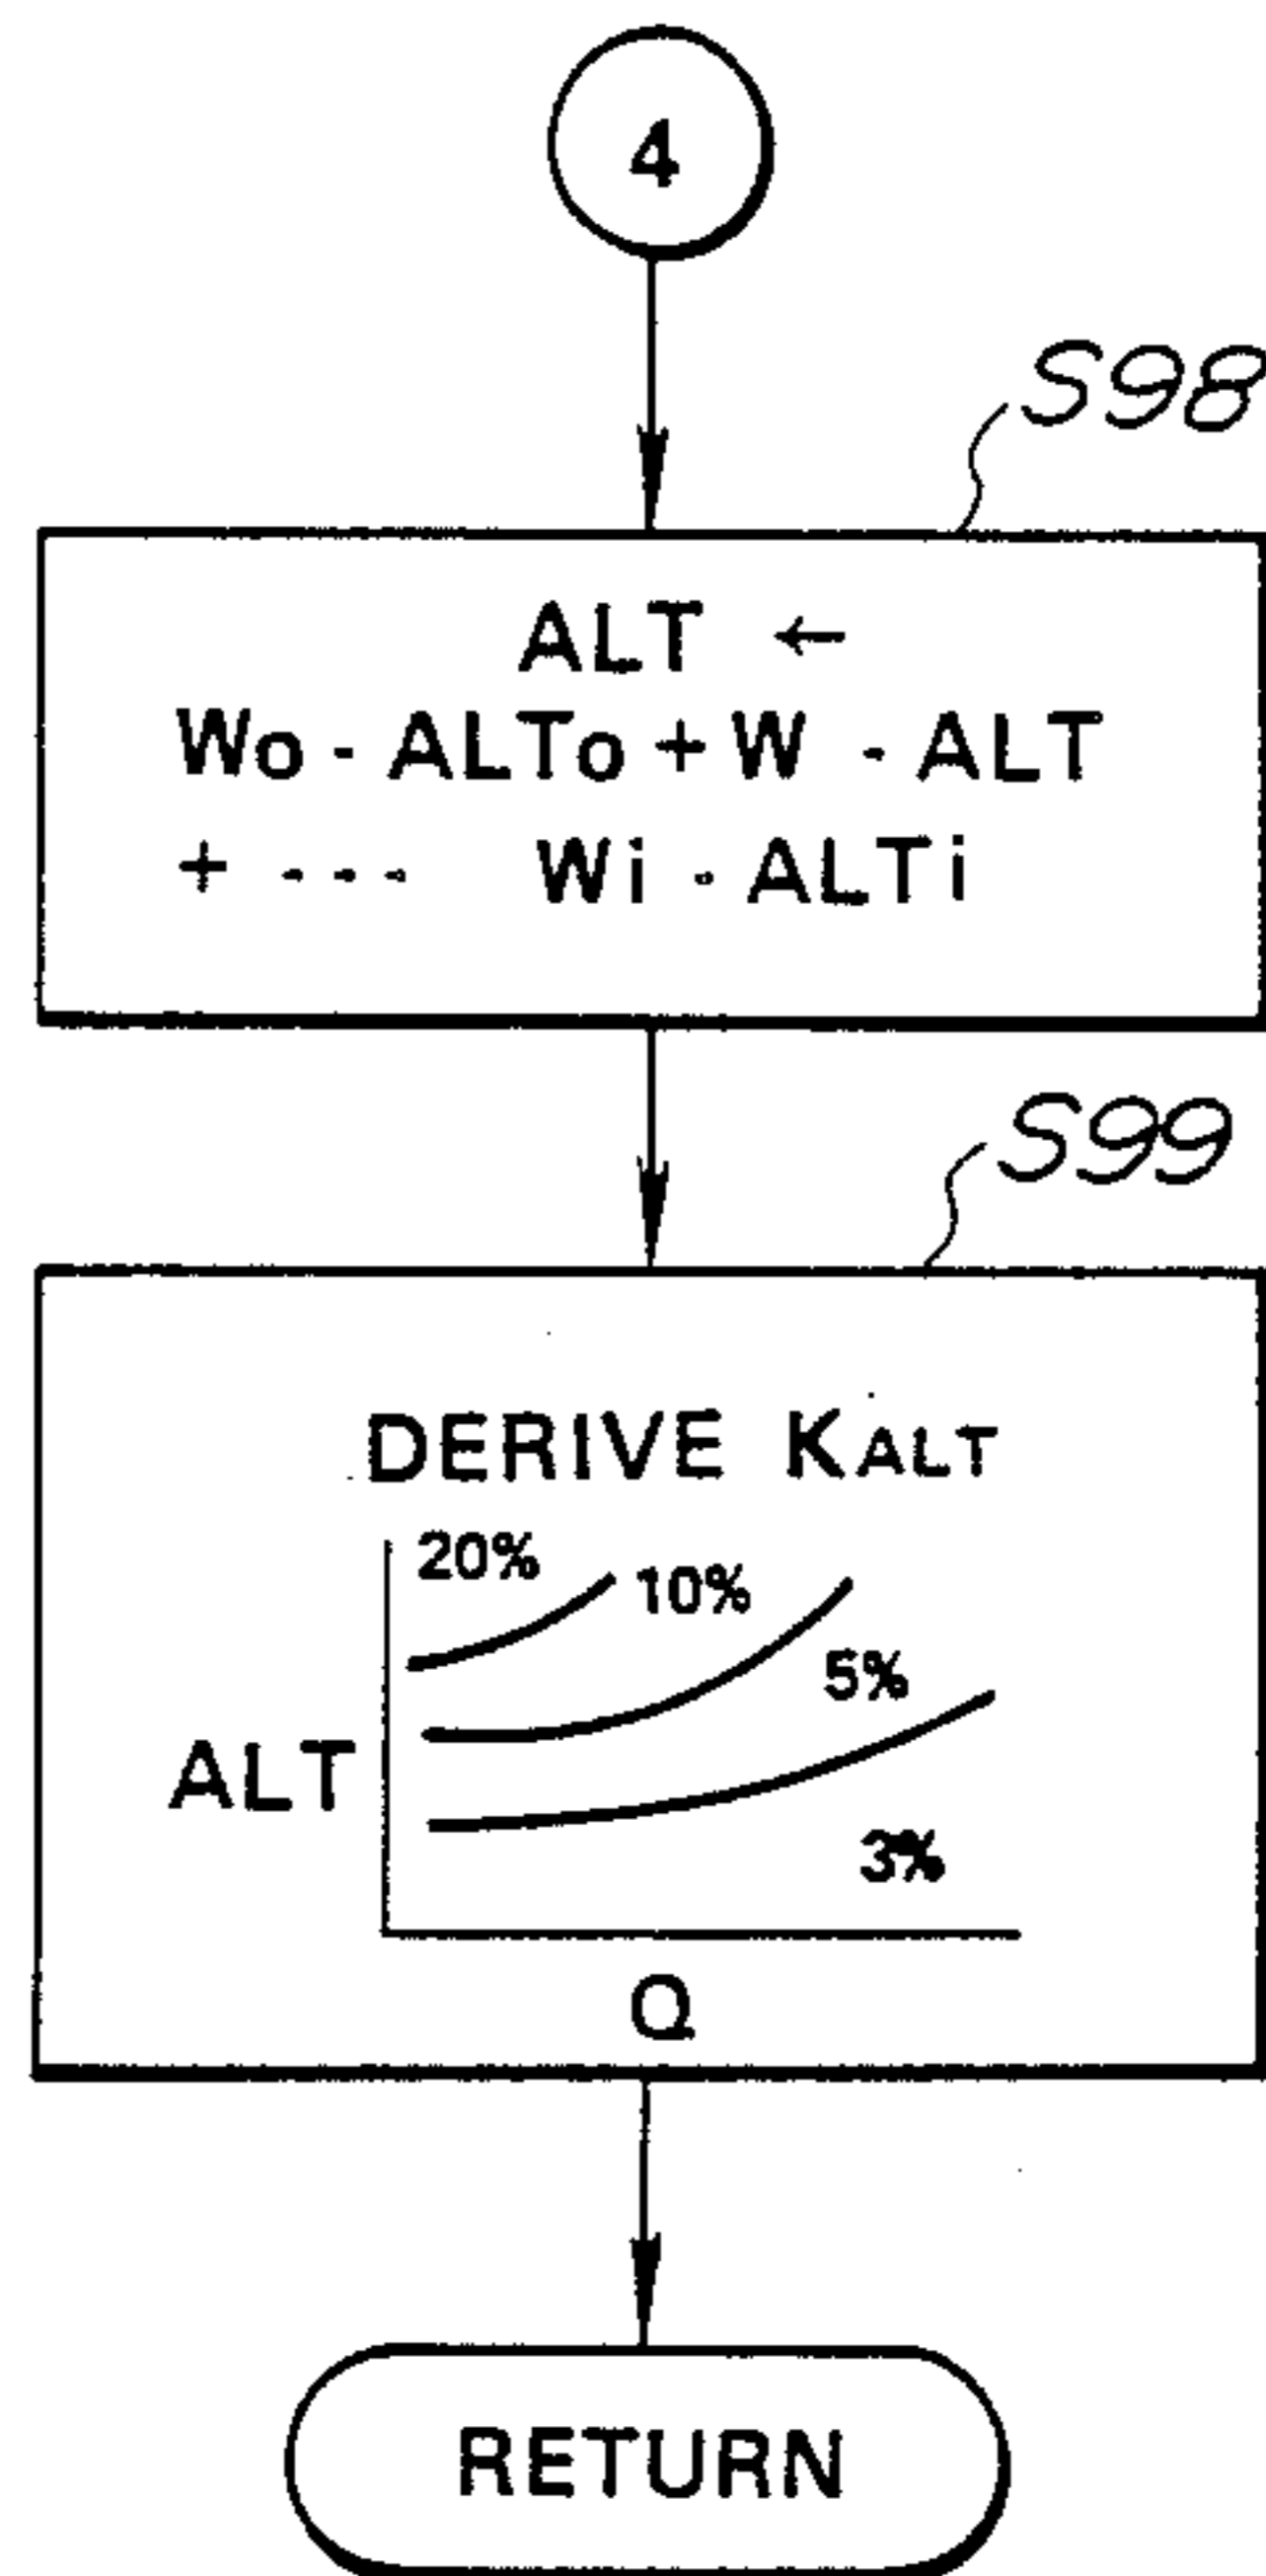 4
S98
ALT ←
Wo - ALTo + W - ALT
+ --- Wi - ALTi
S99
DERIVE KALT
20%
10%
5%
ALT
3%
Q
RETURN